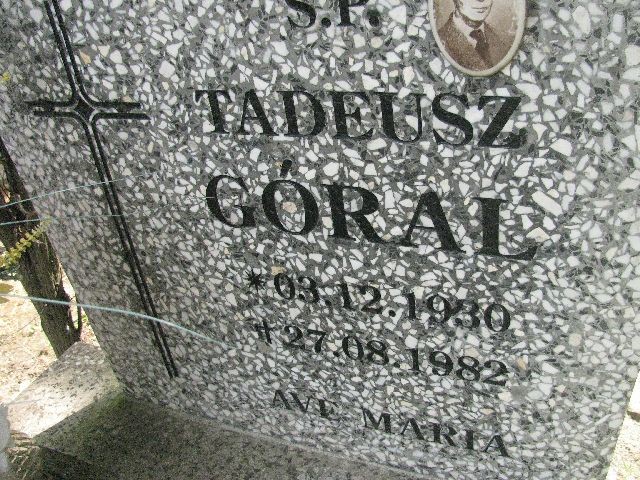 Ś.P.
TADEUSZ
GÓRAL
* 03.12.1930
† 27.08.1982
AVE MARIA